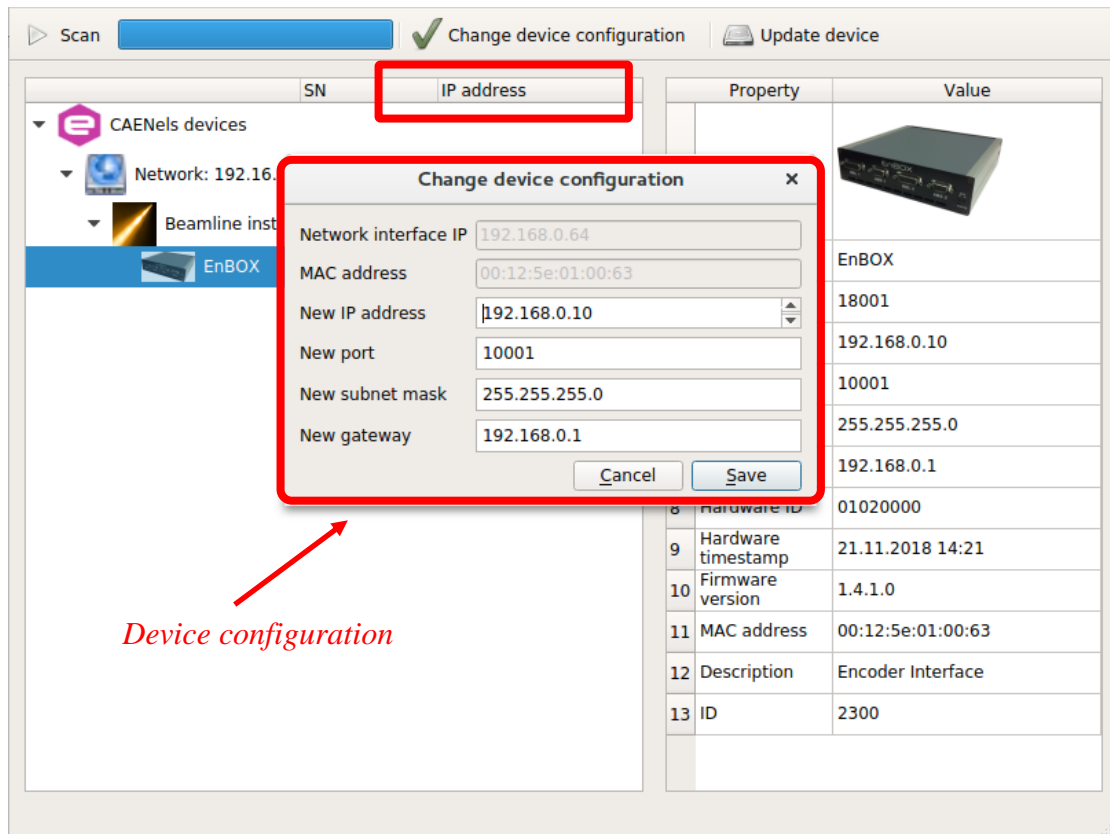 Scan
Change device configuration
Update device
SN
IP address
CAENels devices
Network: 192.16.
Beamline inst
EnBOX
Change device configuration
×
Network interface IP 192.168.0.64
MAC address 00:12:5e:01:00:63
New IP address 192.168.0.10
New port 10001
New subnet mask 255.255.255.0
New gateway 192.168.0.1
Cancel Save
Device configuration
Property Value
EnBOX
18001
192.168.0.10
10001
255.255.255.0
192.168.0.1
8 Hardware ID 01020000
9 Hardware
timestamp 21.11.2018 14:21
10 Firmware
version 1.4.1.0
11 MAC address 00:12:5e:01:00:63
12 Description Encoder Interface
13 ID 2300